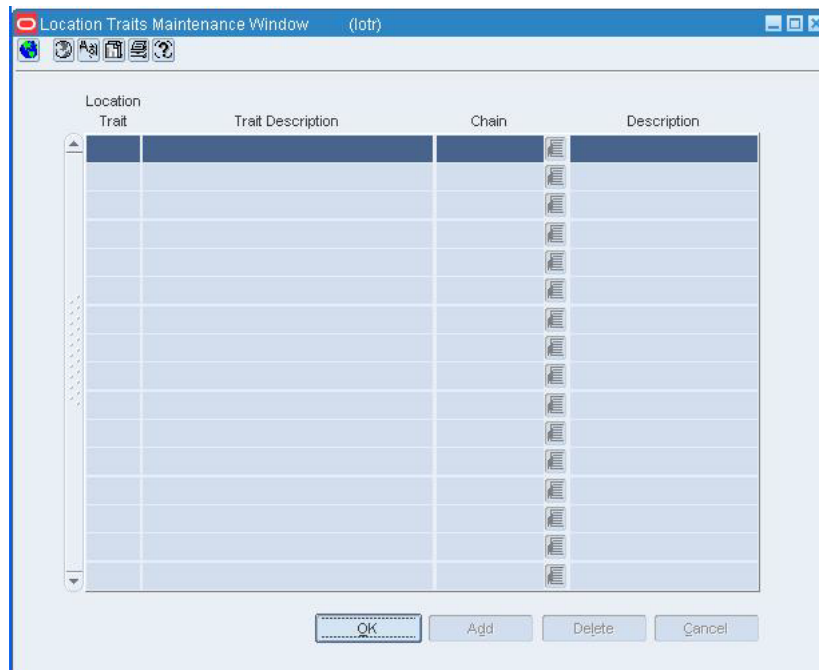 Location Traits Maintenance Window (lotr)
Location
Trait Trait Description Chain Description
OK Add Delete Cancel